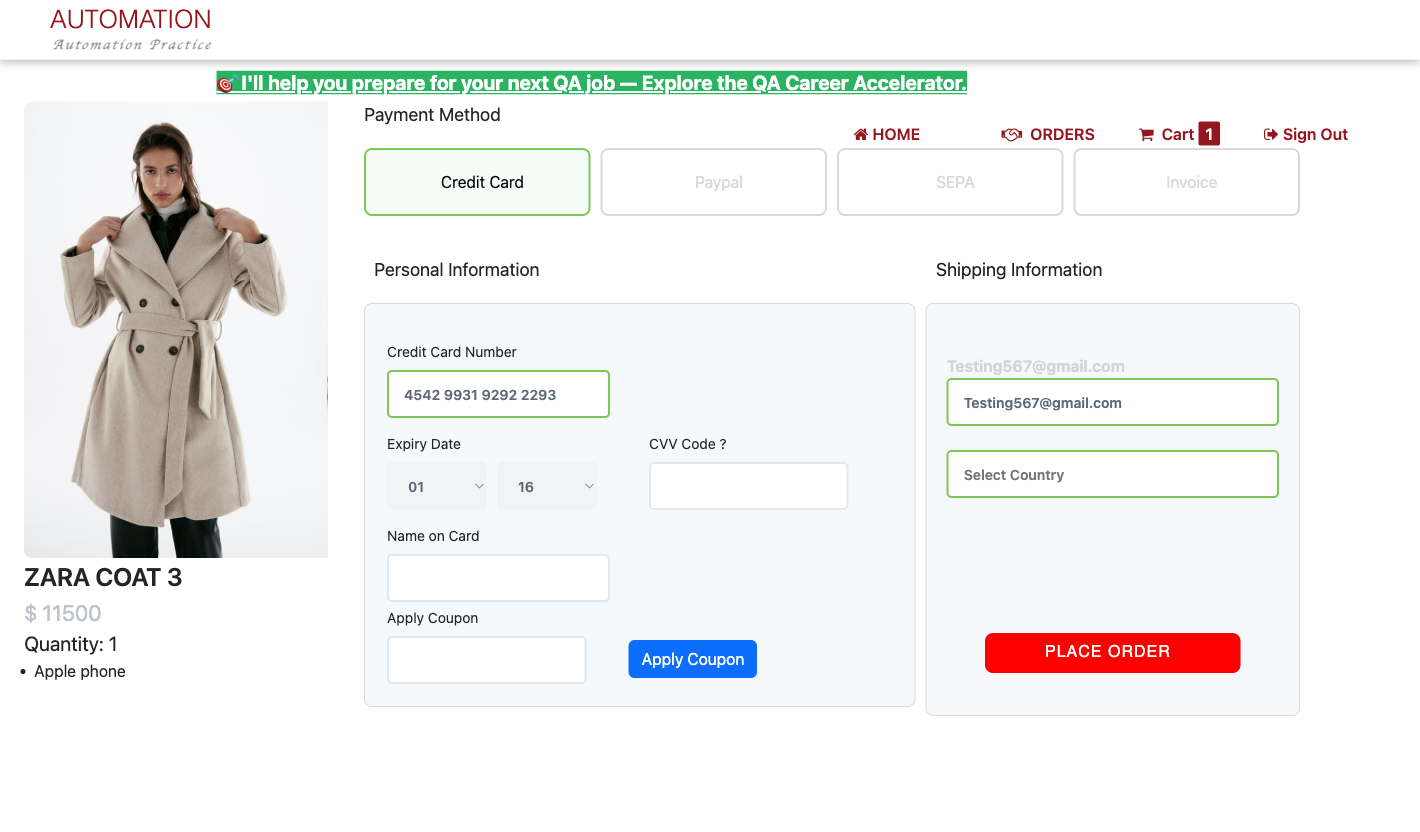 AUTOMATION
Automation Practice
🎯 I'll help you prepare for your next QA job — Explore the QA Career Accelerator.
HOME ORDERS Cart 1 Sign Out
Payment Method
Credit Card Paypal SEPA Invoice
Personal Information
Credit Card Number
4542 9931 9292 2293
Expiry Date CVV Code ?
01 16
Name on Card
Apply Coupon
Apply Coupon
Shipping Information
Testing567@gmail.com
Testing567@gmail.com
Select Country
PLACE ORDER
ZARA COAT 3
$ 11500
Quantity: 1
• Apple phone